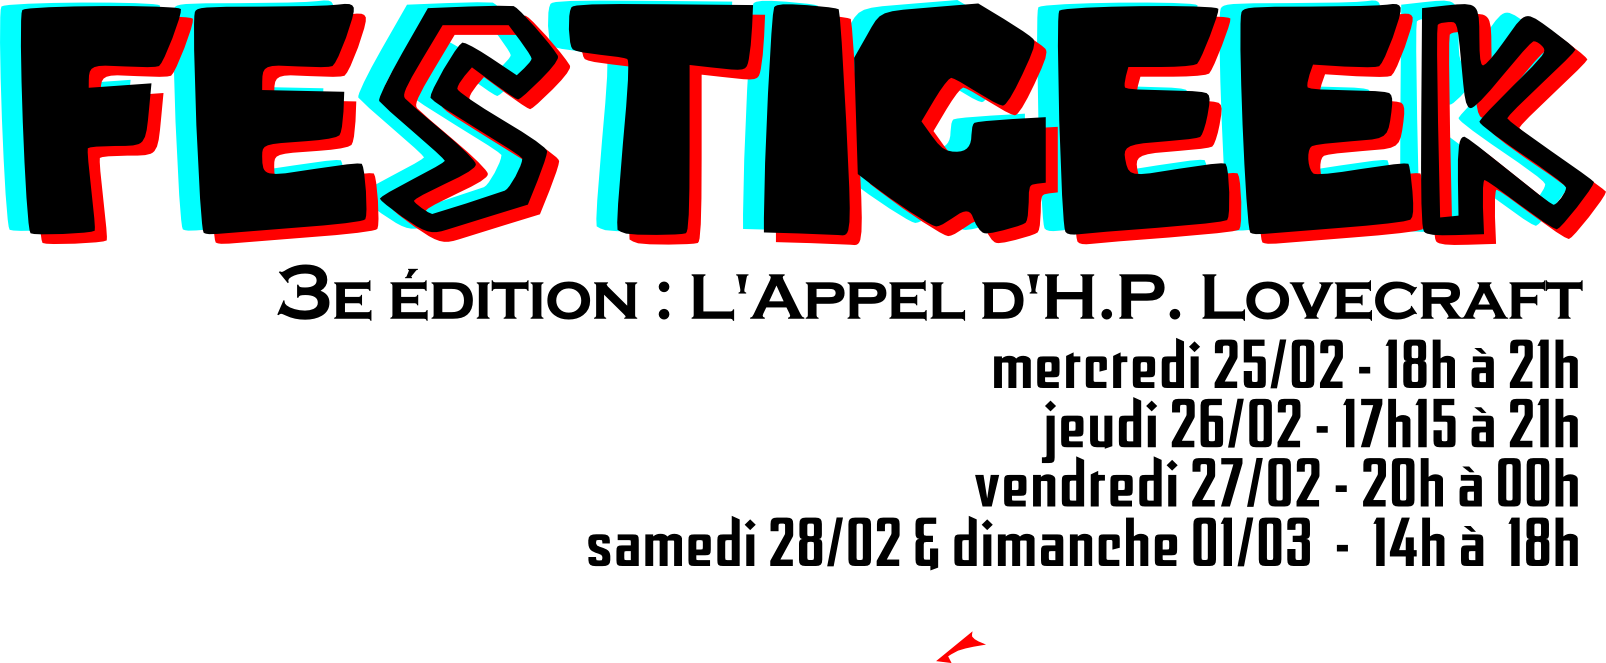 FESTIGEEK
3e édition : L'Appel d'H.P. Lovecraft
mercredi 25/02 - 18h à 21h
jeudi 26/02 - 17h15 à 21h
vendredi 27/02 - 20h à 00h
samedi 28/02 & dimanche 01/03 - 14h à 18h